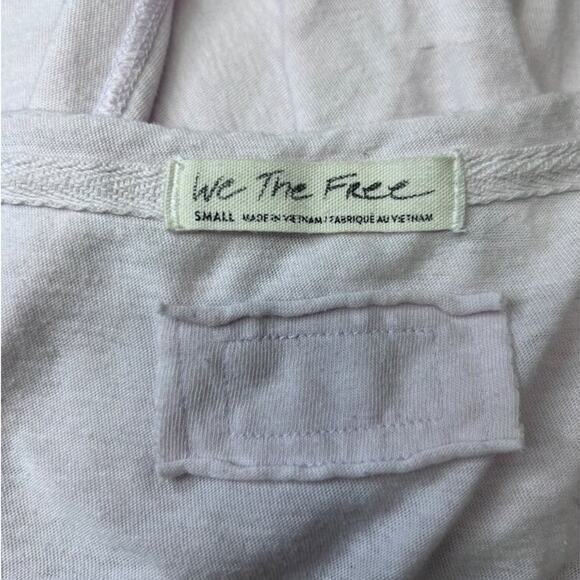 We The Free
SMALL MADE IN VIETNAM / FABRIQUÉ AU VIETNAM